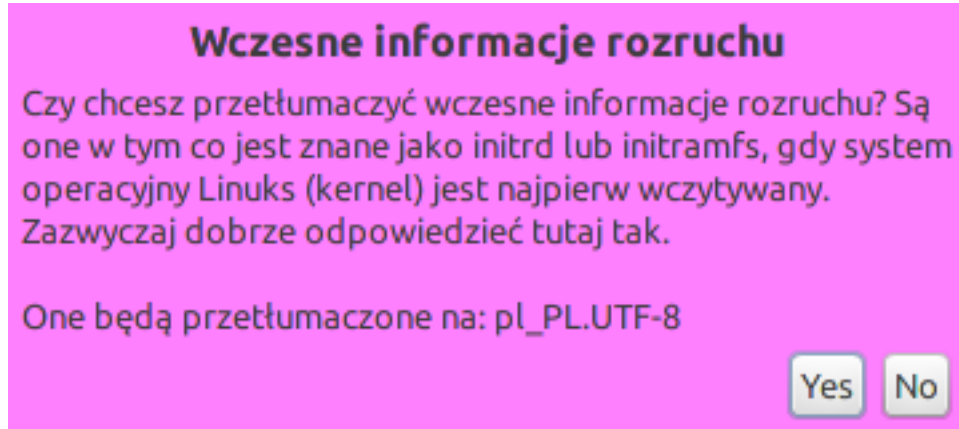 Wczesne informacje rozruchu
Czy chcesz przetłumaczyć wczesne informacje rozruchu? Są
one w tym co jest znane jako initrd lub initramfs, gdy system
operacyjny Linuks (kernel) jest najpierw wczytywany.
Zazwyczaj dobrze odpowiedzieć tutaj tak.
One będą przetłumaczone na: pl_PL.UTF-8
Yes No